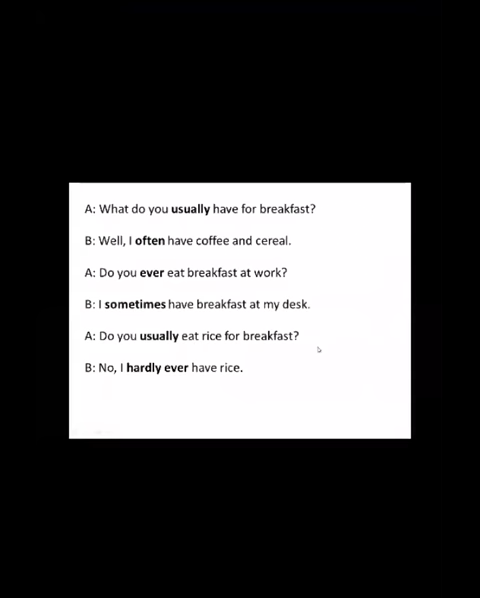 A: What do you usually have for breakfast?
B: Well, I often have coffee and cereal.
A: Do you ever eat breakfast at work?
B: I sometimes have breakfast at my desk.
A: Do you usually eat rice for breakfast?
B: No, I hardly ever have rice.